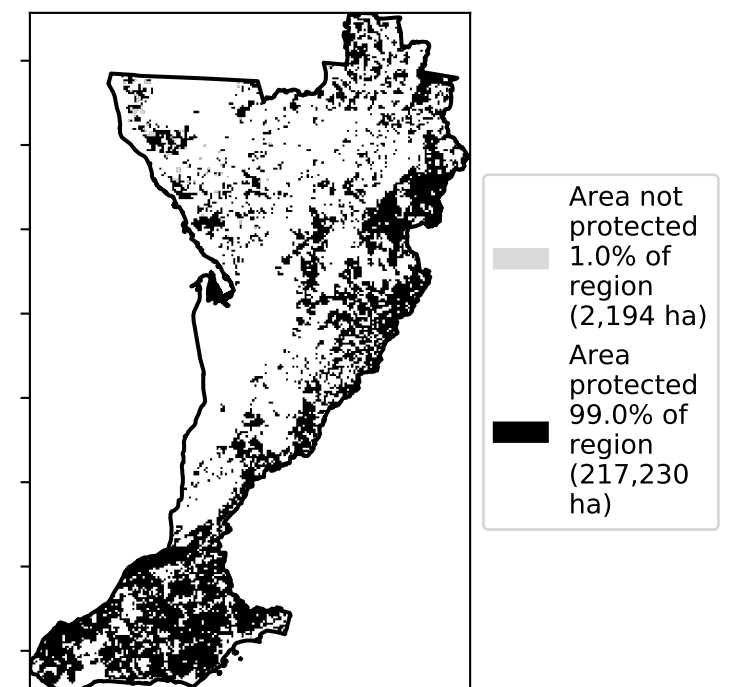 Area not
protected
1.0% of
region
(2,194 ha)
Area
protected
99.0% of
region
(217,230
ha)